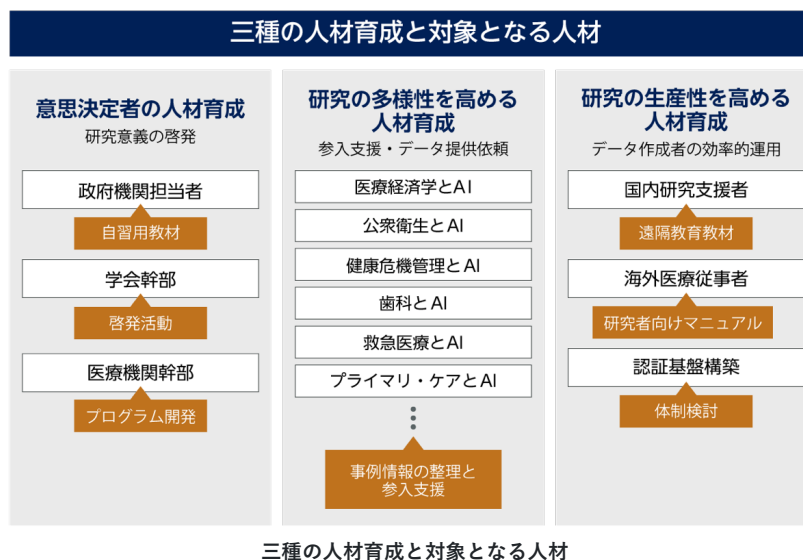 三種の人材育成と対象となる人材
意思決定者の人材育成
研究意義の啓発
政府機関担当者
自習用教材
学会幹部
啓発活動
医療機関幹部
プログラム開発
研究の多様性を高める
人材育成
参入支援・データ提供依頼
医療経済学とAI
公衆衛生とAI
健康危機管理とAI
歯科とAI
救急医療とAI
プライマリ・ケアとAI
事例情報の整理と
参入支援
研究の生産性を高める
人材育成
データ作成者の効率的運用
国内研究支援者
遠隔教育教材
海外医療従事者
研究者向けマニュアル
認証基盤構築
体制検討
三種の人材育成と対象となる人材